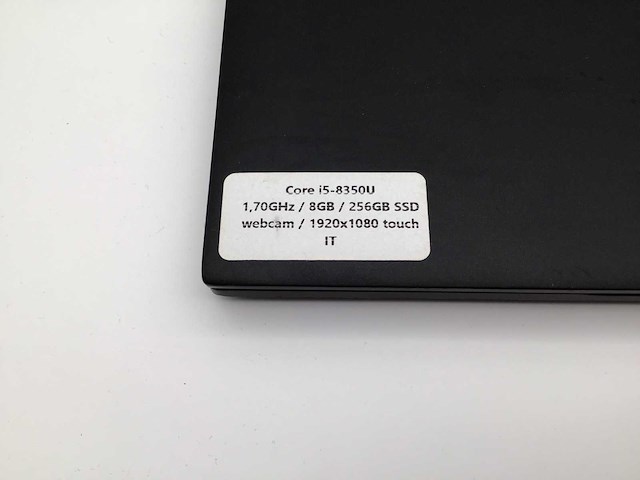 Core i5-8350U
1,70GHz / 8GB / 256GB SSD
webcam / 1920x1080 touch
IT